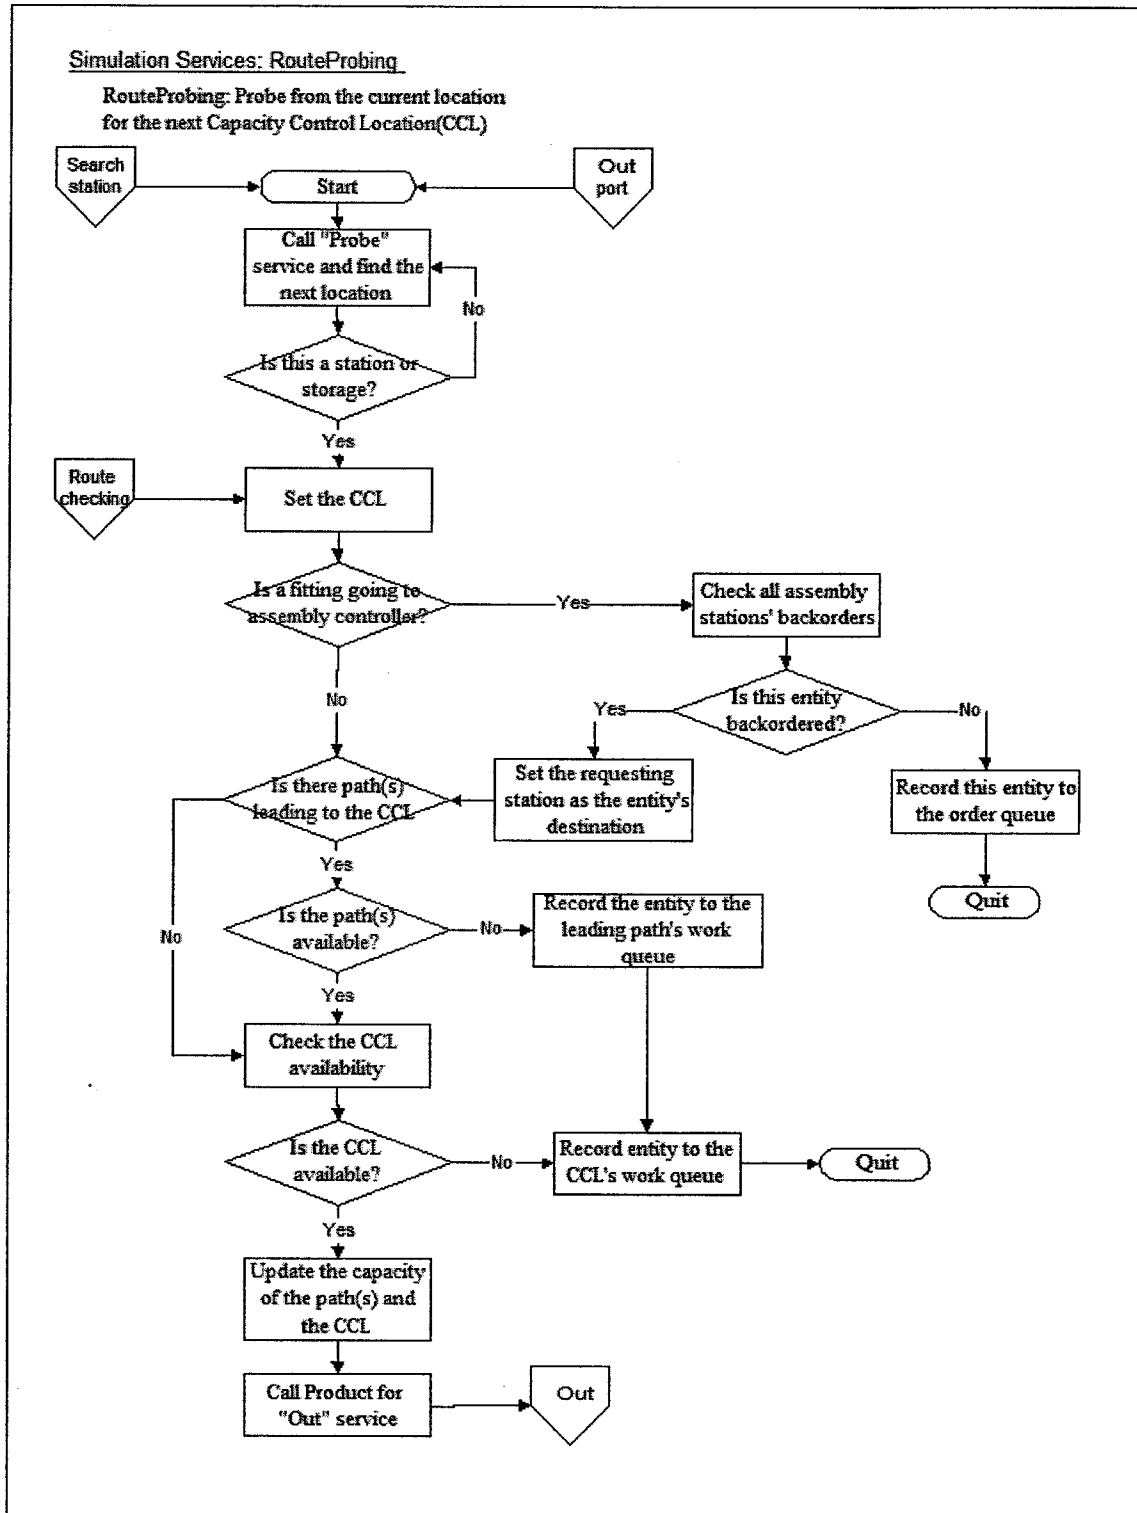 Simulation Services: RouteProbing
RouteProbing: Probe from the current location
for the next Capacity Control Location(CCL)
Search
station
Start
Out
port
Call "Probe"
service and find the
next location
No
Is this a station or
storage?
Yes
Route
checking
Set the CCL
Is a fitting going to
assembly controller?
Yes
Check all assembly
stations' backorders
No
Is this entity
backordered?
Yes
No
Is there path(s)
leading to the CCL
Set the requesting
station as the entity's
destination
Record this entity to
the order queue
Quit
Yes
No
Is the path(s)
available?
No
Record the entity to the
leading path's work
queue
Yes
Check the CCL
availability
Is the CCL
available?
No
Record entity to the
CCL's work queue
Quit
Yes
Update the capacity
of the path(s) and
the CCL
Call Product for
"Out" service
Out